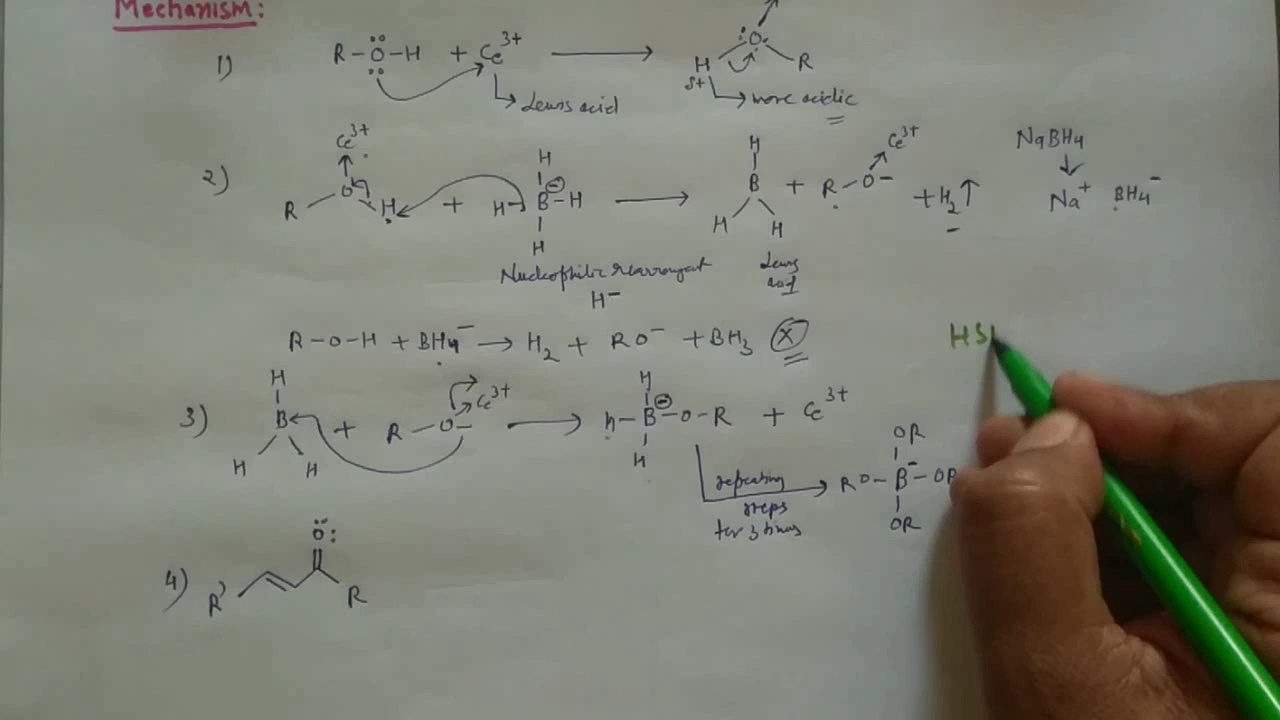 Mechanism:
1) R-O-H + Ce3+ → H O R
δ+ → more acidic
→ Lewis acid
2) Ce3+ R O H + H H-B-H H ⊖ → H B H H + R O- Ce3+ + H2↑
NaBH4
Na+ BH4-
Nucleophilic
H-
Lewis acid
R-O-H + BH4- → H2 + RO- + BH3 X
3) H B H H + R O- Ce3+ → H h-B-O-R H ⊖ + Ce3+
repeating steps for 3 times
OR RO-B-OR OR -
4) R' O R
HS